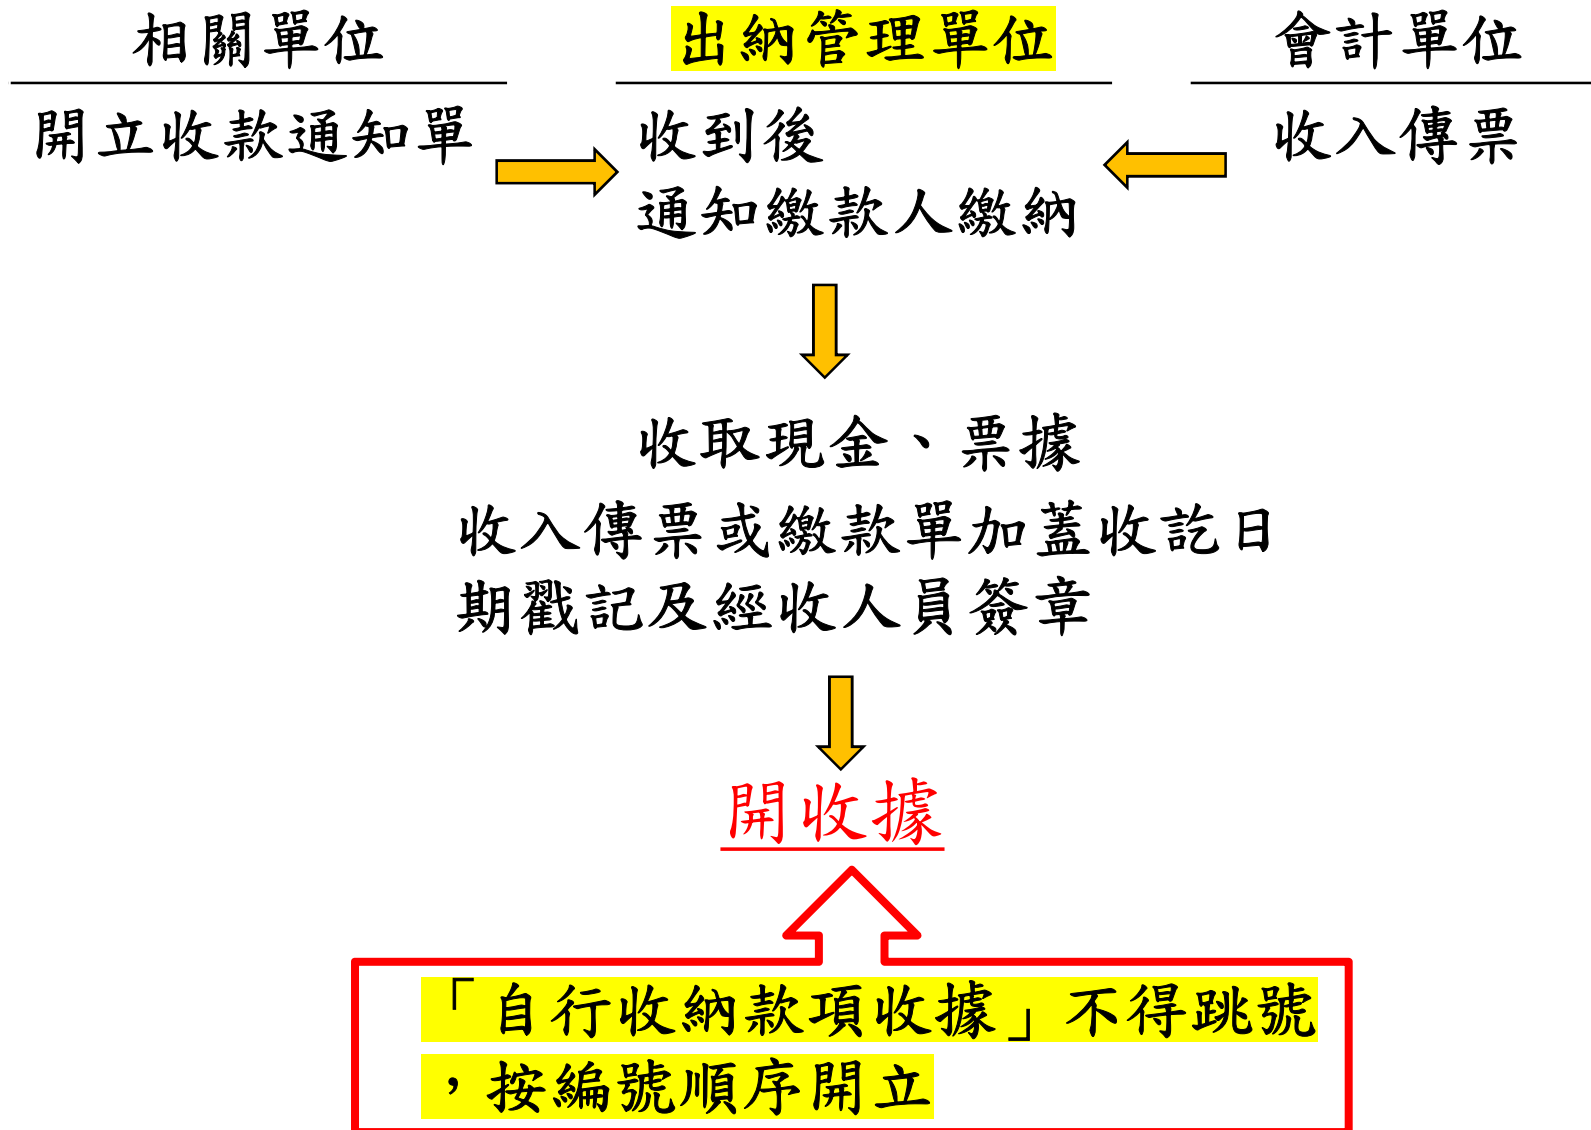 相關單位
出納管理單位
會計單位
開立收款通知單
收到後
通知繳款人繳納
收入傳票
收取現金、票據
收入傳票或繳款單加蓋收訖日
期戳記及經收人員簽章
開收據
「自行收納款項收據」不得跳號
，按編號順序開立